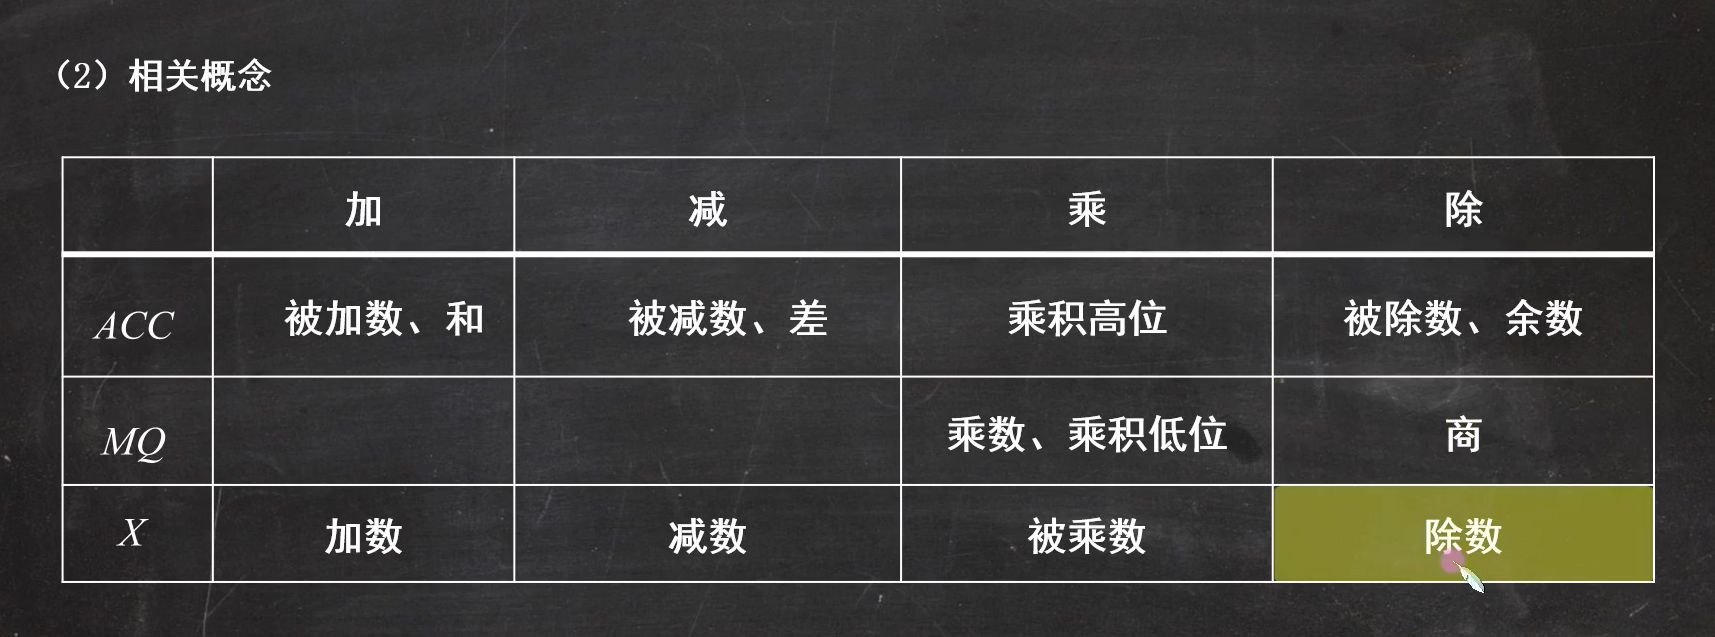 （2）相关概念
加 减 乘 除
ACC 被加数、和 被减数、差 乘积高位 被除数、余数
MQ 乘数、乘积低位 商
X 加数 减数 被乘数 除数